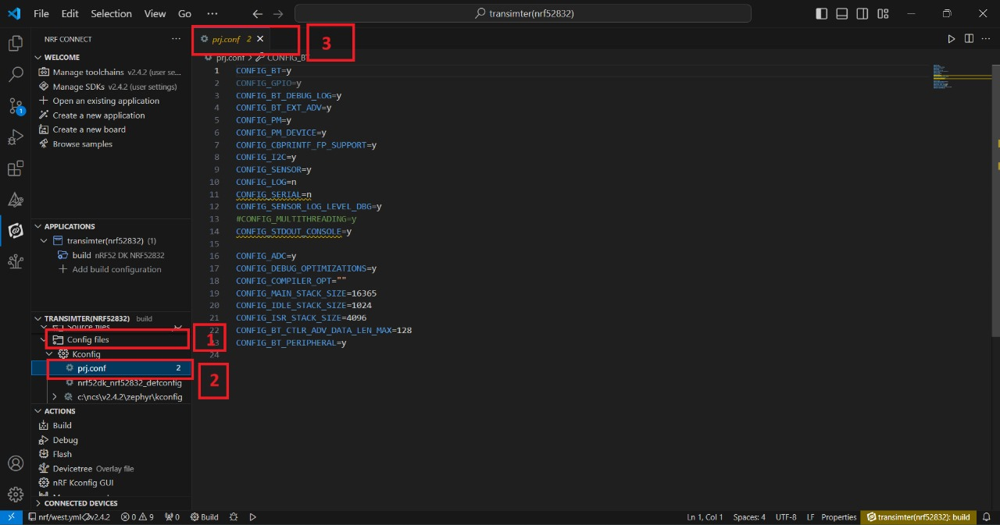 File Edit Selection View Go ··· transimter(nrf52832)
NRF CONNECT ···
WELCOME
Manage toolchains v2.4.2 (user se...
Manage SDKs v2.4.2 (user settings)
Open an existing application
Create a new application
Create a new board
Browse samples
APPLICATIONS
transimter(nrf52832) (1)
build nRF52 DK NRF52832
Add build configuration
TRANSIMTER(NRF52832) build
Source files
Config files
1
Kconfig
prj.conf 2
2
nrf52dk_nrf52832_defconfig
c:\ncs\v2.4.2\zephyr\kconfig
ACTIONS
Build
Debug
Flash
Devicetree Overlay file
nRF Kconfig GUI
CONNECTED DEVICES
prj.conf 2
3
prj.conf > CONFIG_BT
1 CONFIG_BT=y
2 CONFIG_GPIO=y
3 CONFIG_BT_DEBUG_LOG=y
4 CONFIG_BT_EXT_ADV=y
5 CONFIG_PM=y
6 CONFIG_PM_DEVICE=y
7 CONFIG_CBPRINTF_FP_SUPPORT=y
8 CONFIG_I2C=y
9 CONFIG_SENSOR=y
10 CONFIG_LOG=n
11 CONFIG_SERIAL=n
12 CONFIG_SENSOR_LOG_LEVEL_DBG=y
13 #CONFIG_MULTITHREADING=y
14 CONFIG_STDOUT_CONSOLE=y
15
16 CONFIG_ADC=y
17 CONFIG_DEBUG_OPTIMIZATIONS=y
18 CONFIG_COMPILER_OPT=""
19 CONFIG_MAIN_STACK_SIZE=16365
20 CONFIG_IDLE_STACK_SIZE=1024
21 CONFIG_ISR_STACK_SIZE=4096
22 CONFIG_BT_CTLR_ADV_DATA_LEN_MAX=128
23 CONFIG_BT_PERIPHERAL=y
24
1
nrf/west.yml v2.4.2 0 9 0 Build Ln 1, Col 1 Spaces: 4 UTF-8 LF Properties transimter(nrf52832): build